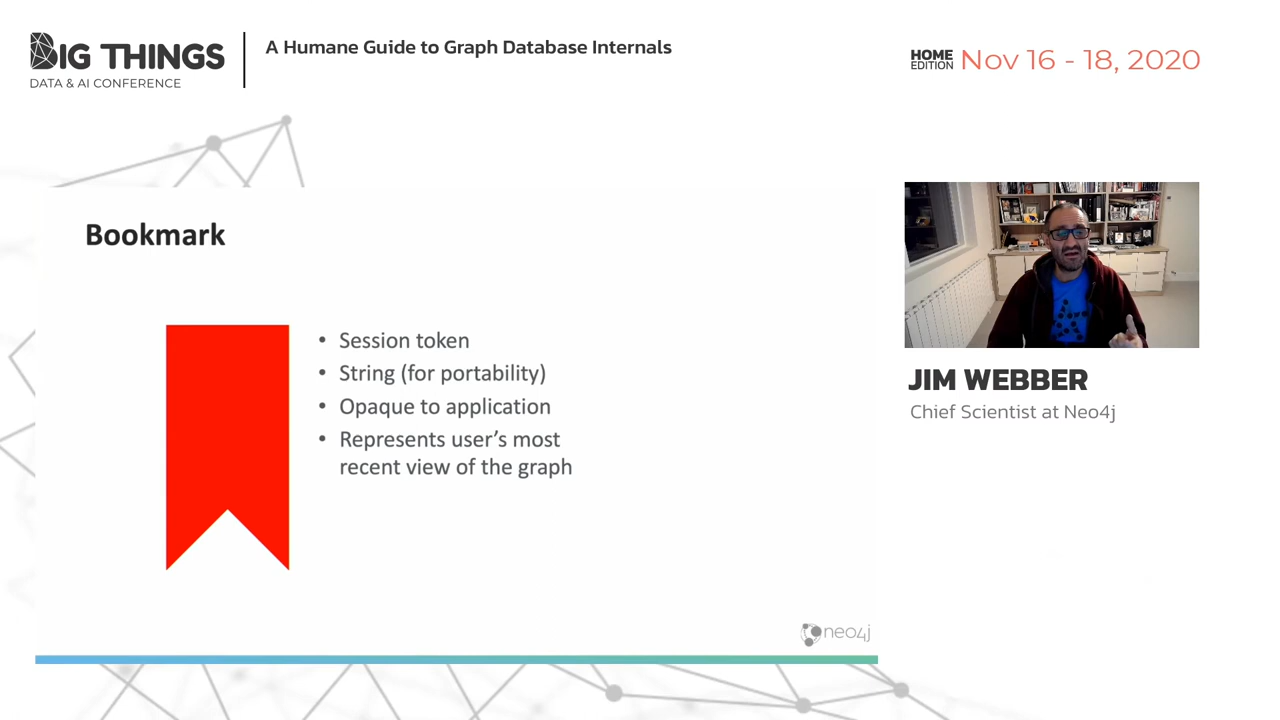 BIG THINGS
DATA & AI CONFERENCE
A Humane Guide to Graph Database Internals
HOME
EDITION
Nov 16 - 18, 2020
Bookmark
• Session token
• String (for portability)
• Opaque to application
• Represents user's most
recent view of the graph
neo4j
JIM WEBBER
Chief Scientist at Neo4j